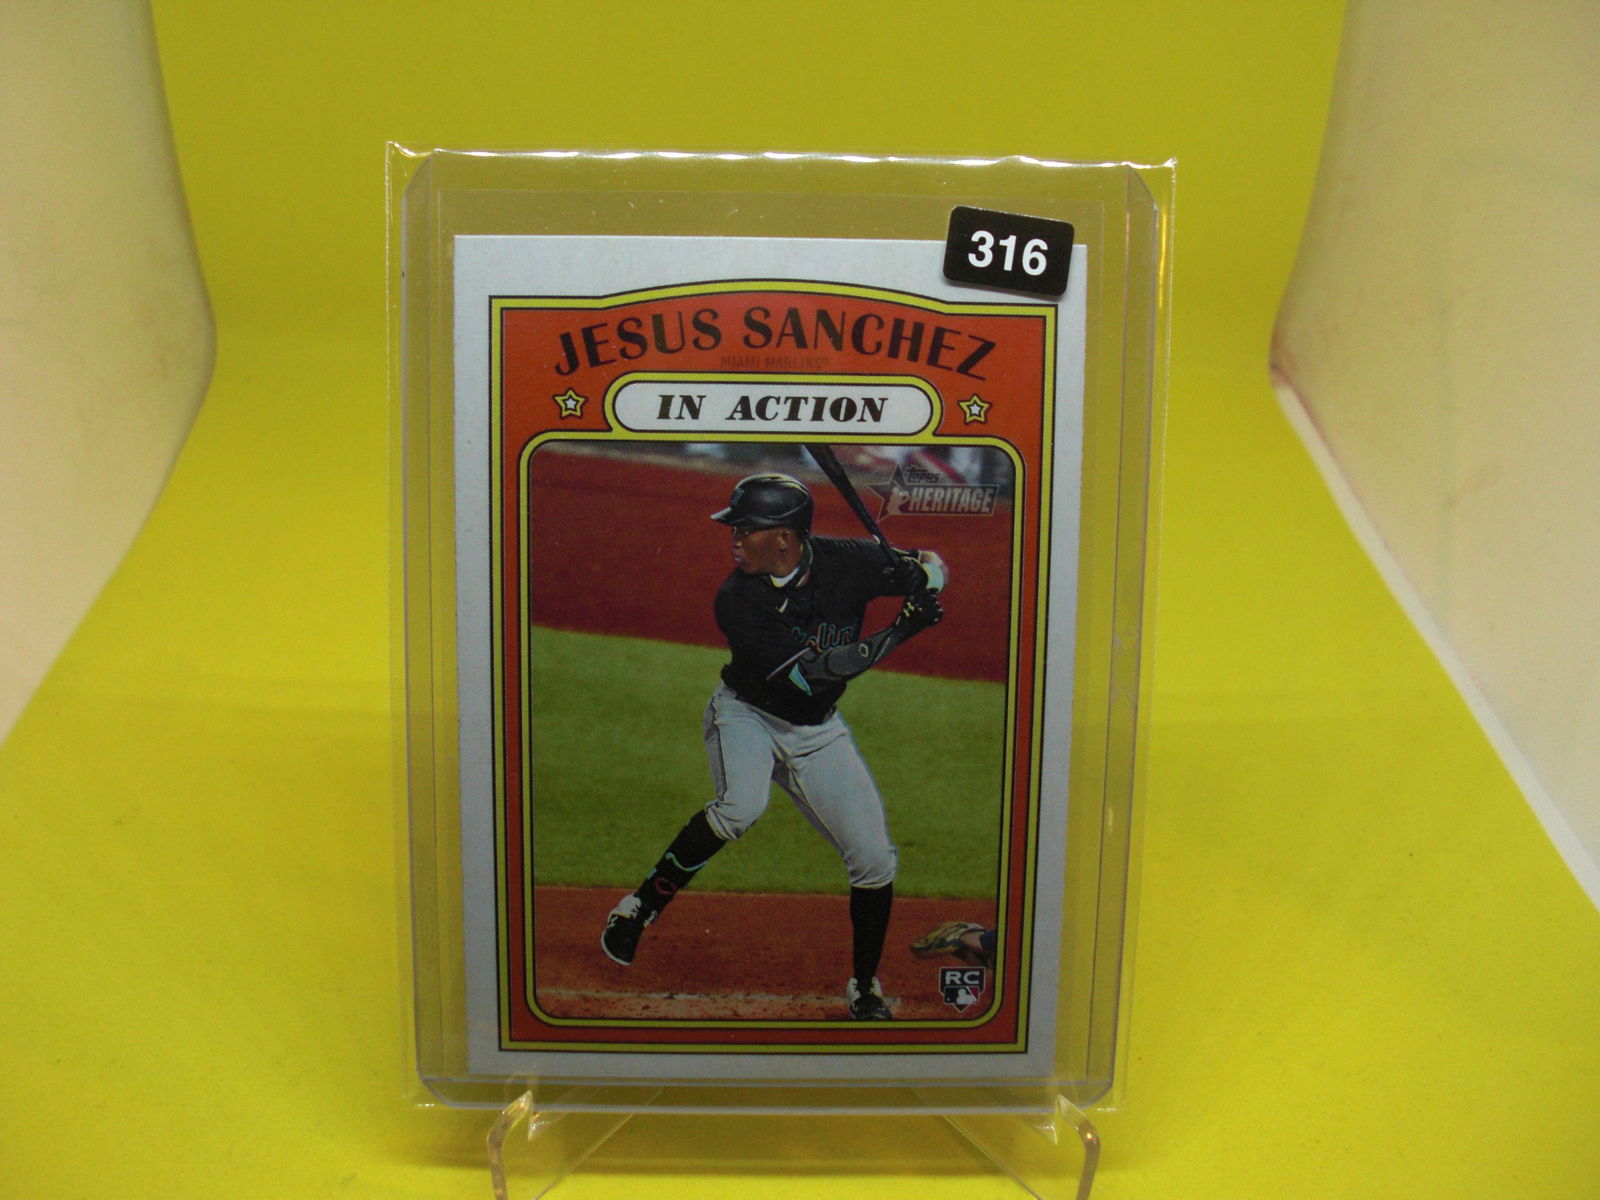 316
JESUS SANCHEZ
MIAMI MARLINS®
IN ACTION
Topps
HERITAGE
RC